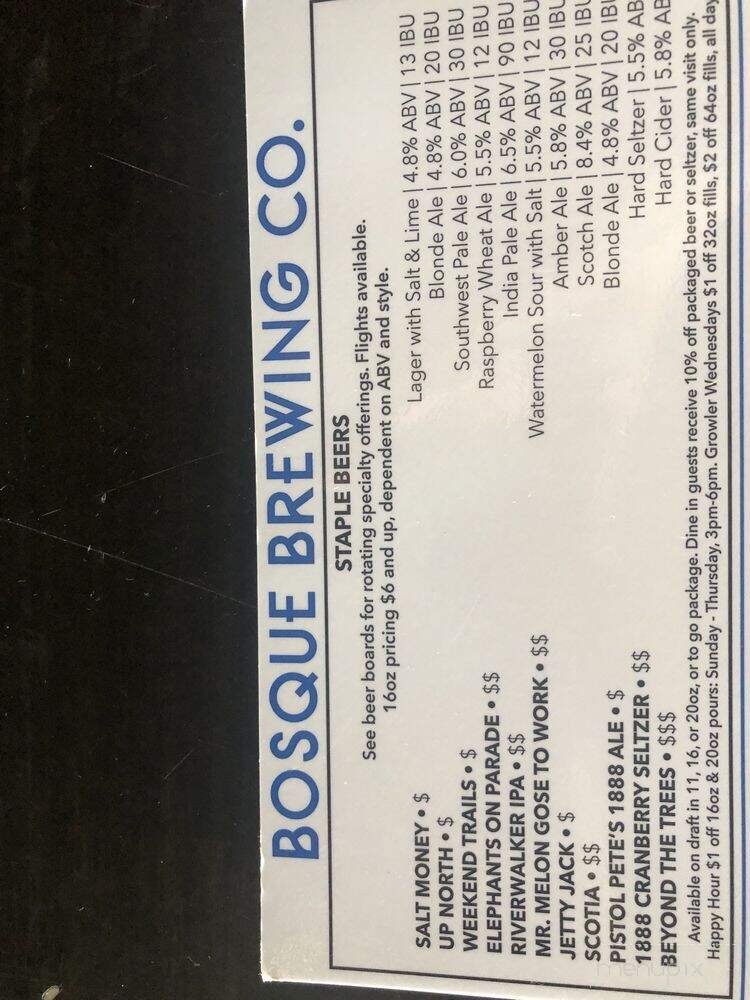 BOSQUE BREWING CO.
STAPLE BEERS
See beer boards for rotating specialty offerings. Flights available.
16oz pricing $6 and up, dependent on ABV and style.
SALT MONEY • $ Lager with Salt & Lime | 4.8% ABV | 13 IBU
UP NORTH • $ Blonde Ale | 4.8% ABV | 20 IBU
WEEKEND TRAILS • $ Southwest Pale Ale | 6.0% ABV | 30 IBU
ELEPHANTS ON PARADE • $$ Raspberry Wheat Ale | 5.5% ABV | 12 IBU
RIVERWALKER IPA • $$ India Pale Ale | 6.5% ABV | 90 IBU
MR. MELON GOSE TO WORK • $$ Watermelon Sour with Salt | 5.5% ABV | 12 IBU
JETTY JACK • $ Amber Ale | 5.8% ABV | 30 IBU
SCOTIA • $$ Scotch Ale | 8.4% ABV | 25 IBU
PISTOL PETE'S 1888 ALE • $ Blonde Ale | 4.8% ABV | 20 IBU
1888 CRANBERRY SELTZER • $$ Hard Seltzer | 5.5% AB
BEYOND THE TREES • $$$ Hard Cider | 5.8% AB
Available on draft in 11, 16, or 20oz, or to go package. Dine in guests receive 10% off packaged beer or seltzer, same visit only.
Happy Hour $1 off 16oz & 20oz pours: Sunday - Thursday, 3pm-6pm. Growler Wednesdays $1 off 32oz fills, $2 off 64oz fills, all day
menupix